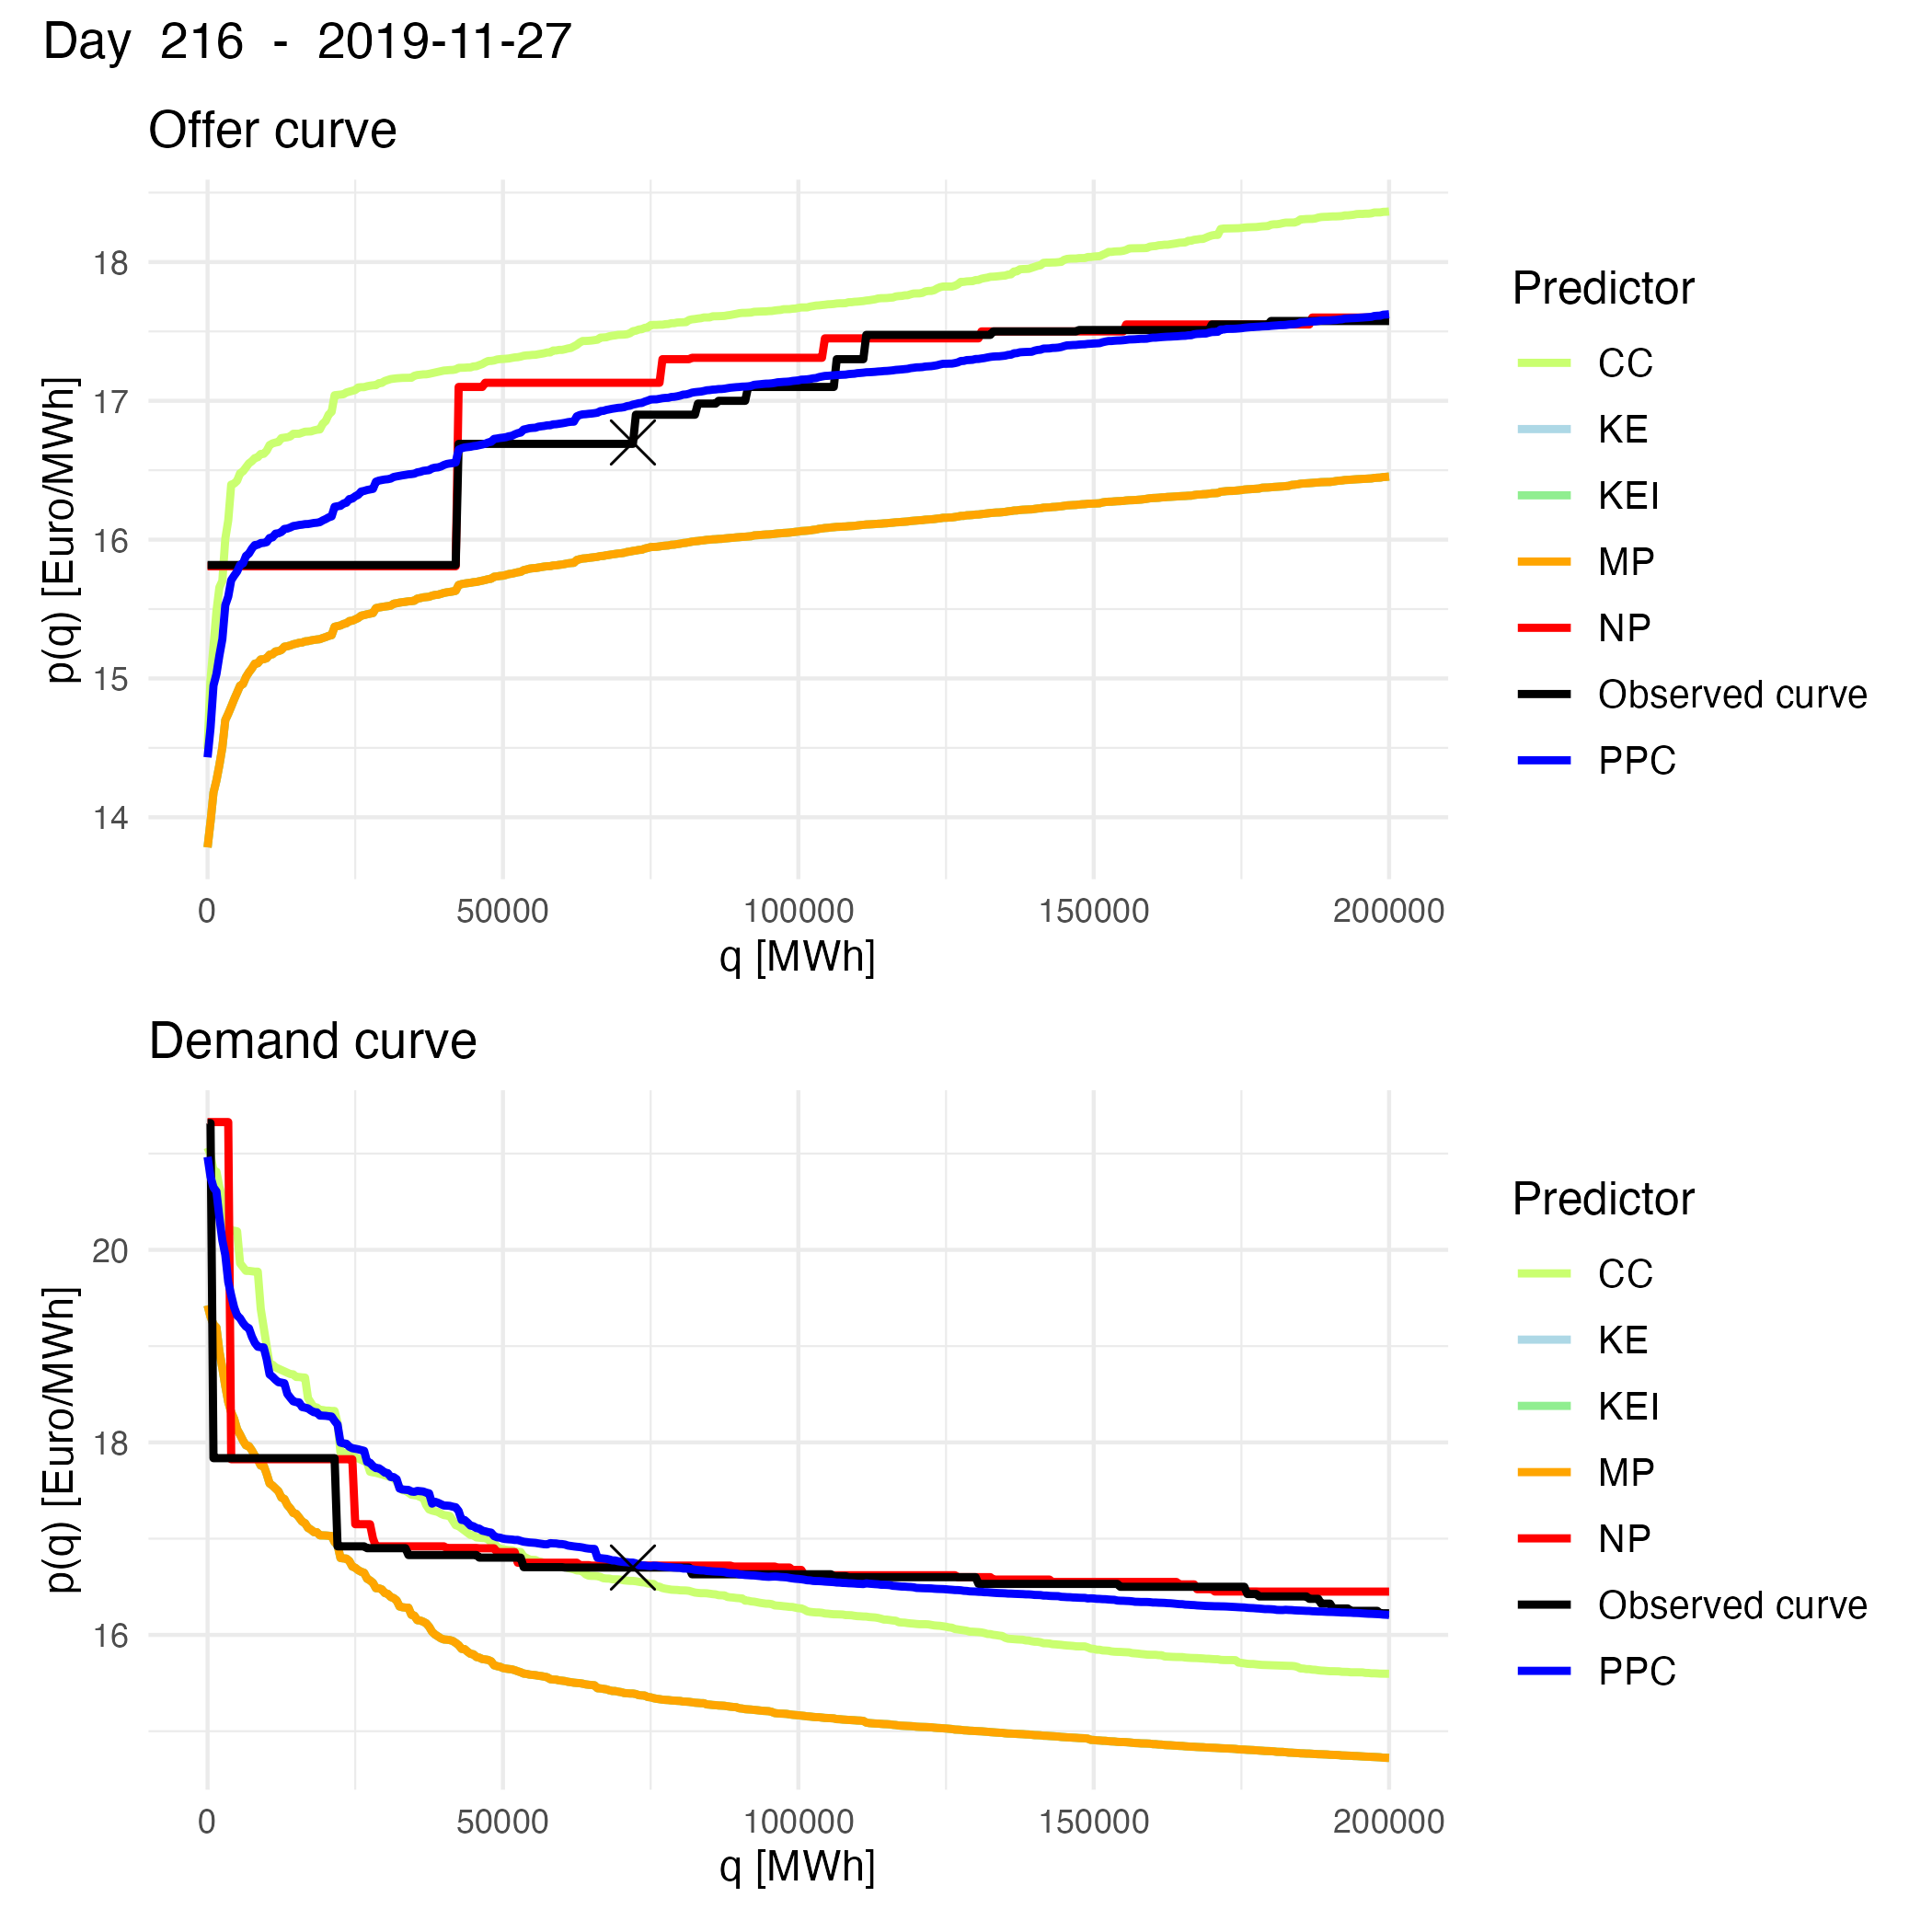 Day 216 - 2019-11-27
Offer curve
p(q) [Euro/MWh]
18
17
16
15
14
0 50000 100000 150000 200000
q [MWh]
Predictor
CC
KE
KEI
MP
NP
Observed curve
PPC
Demand curve
p(q) [Euro/MWh]
20
18
16
0 50000 100000 150000 200000
q [MWh]
Predictor
CC
KE
KEI
MP
NP
Observed curve
PPC